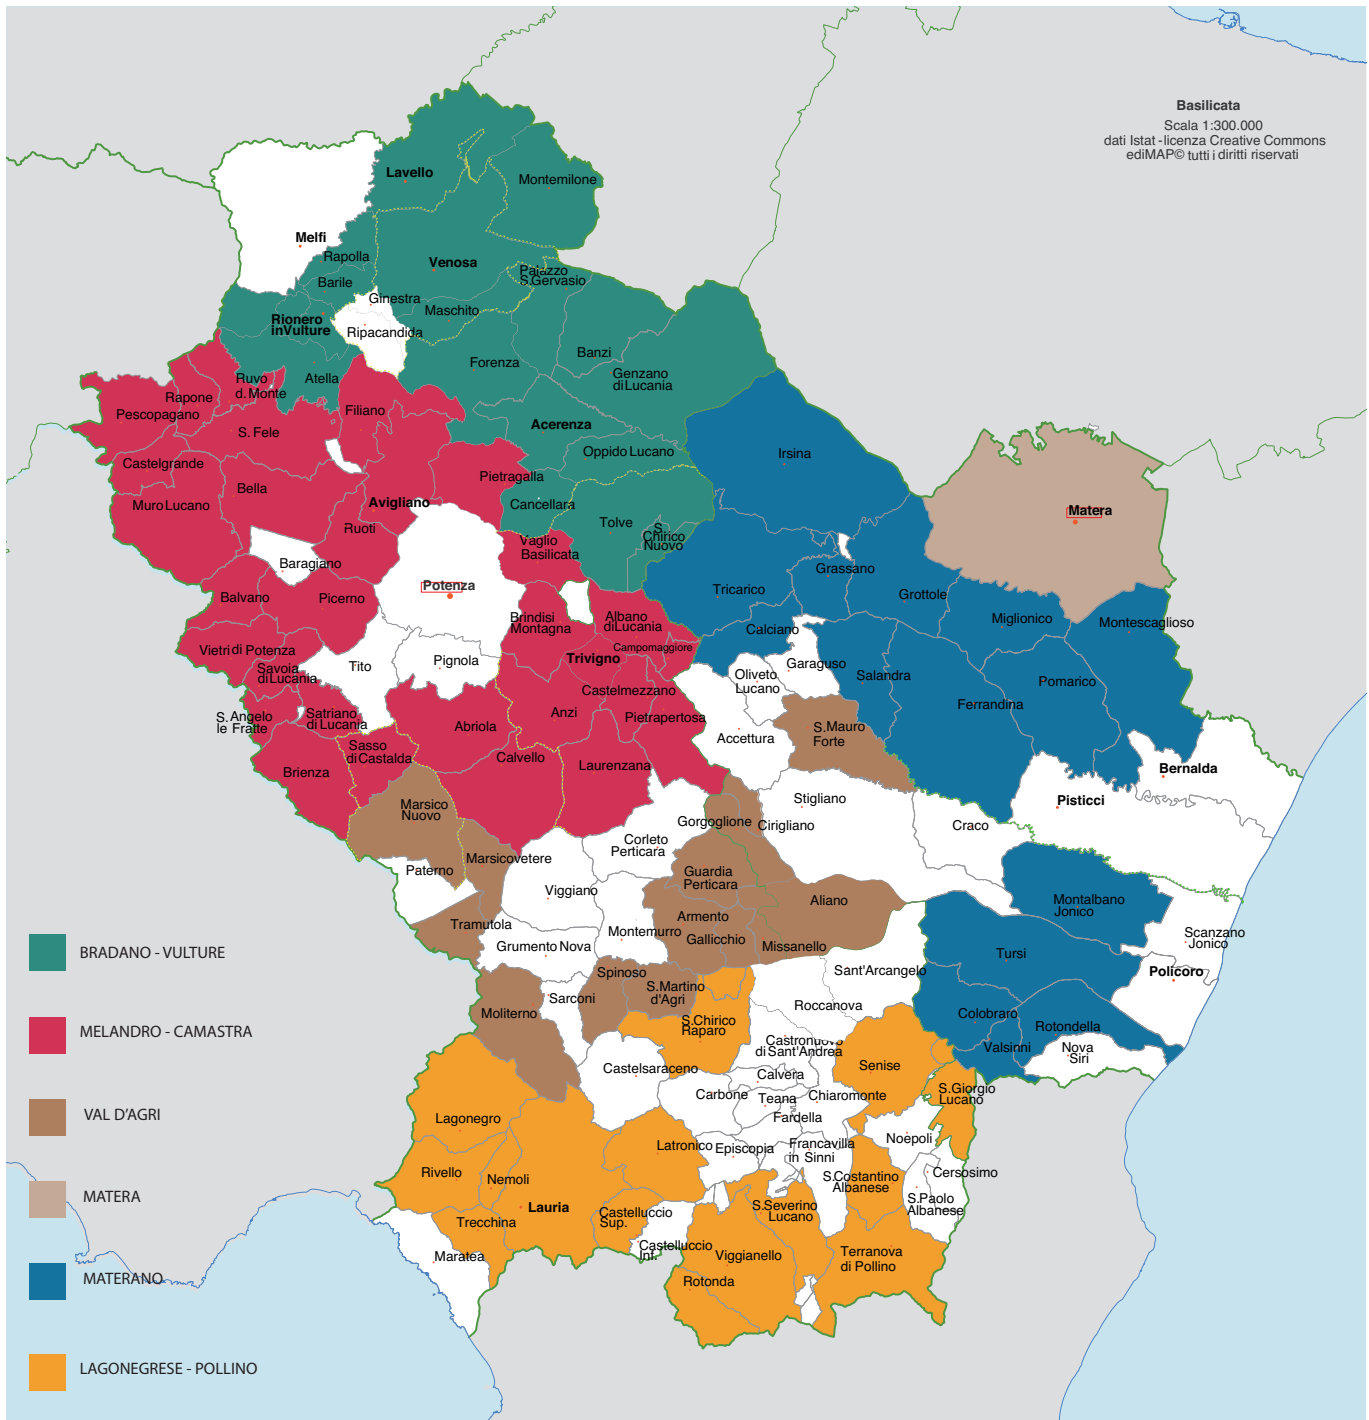 Basilicata
Scala 1:300.000
dati Istat - licenza Creative Commons
ediMAP© tutti i diritti riservati
Lavello
Montemilone
Melfi
Rapolla
Venosa
Palazzo
S.Gervasio
Barile
Ginestra
Maschito
Rionero
inVulture
Ripacandida
Forenza
Banzi
Genzano
di Lucania
Ruvo
d. Monte
Atella
Rapone
Pescopagano
Filiano
S. Fele
Acerenza
Oppido Lucano
Irsina
Castelgrande
Bella
Pietragalla
Muro Lucano
Avigliano
Cancellara
Tolve
S.
Chirico
Nuovo
Matera
Ruoti
Vaglio
Basilicata
Baragiano
Potenza
Grassano
Tricarico
Grottole
Balvano
Picerno
Brindisi
Montagna
Albano
di Lucania
Calciano
Miglionico
Montescaglioso
Vietri di Potenza
Campomaggiore
Tito
Pignola
Trivigno
Oliveto
Lucano
Garaguso
Salandra
Savoia
di Lucania
Castelmezzano
Pomarico
Ferrandina
S. Angelo
le Fratte
Satriano
di Lucania
Abriola
Anzi
Pietrapertosa
Accettura
S.Mauro
Forte
Sasso
di Castalda
Brienza
Calvello
Laurenzana
Bernalda
Marsico
Nuovo
Stigliano
Pisticci
Gorgoglione
Cirigliano
Craco
Corleto
Perticara
Marsicovetere
Paterno
Guardia
Perticara
Viggiano
Aliano
Montalbano
Jonico
Armento
Tramutola
Montemurro
Gallicchio
Missanello
Grumento Nova
Scanzano
Jonico
Tursi
BRADANO - VULTURE
Spinoso
Sant'Arcangelo
Policoro
S.Martino
d'Agri
Sarconi
Roccanova
Moliterno
S.Chirico
Raparo
Colobraro
Rotondella
MELANDRO - CAMASTRA
Castronuovo
di Sant'Andrea
Valsinni
Nova
Siri
Castelsaraceno
Calvera
Senise
Carbone
Teana
Chiaromonte
S.Giorgio
Lucano
VAL D'AGRI
Lagonegro
Fardella
Noepoli
Latronico
Episcopia
Francavilla
in Sinni
Rivello
Nemoli
S.Costantino
Albanese
Cersosimo
MATERA
Lauria
S.Severino
Lucano
S.Paolo
Albanese
Trecchina
Castelluccio
Sup.
Maratea
Castelluccio
Inf.
Viggianello
Terranova
di Pollino
MATERANO
Rotonda
LAGONEGRESE - POLLINO